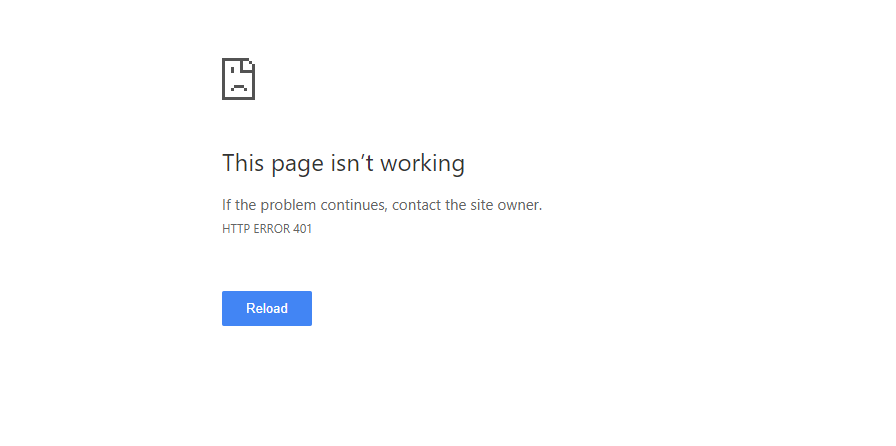 This page isn’t working
If the problem continues, contact the site owner.
HTTP ERROR 401
Reload